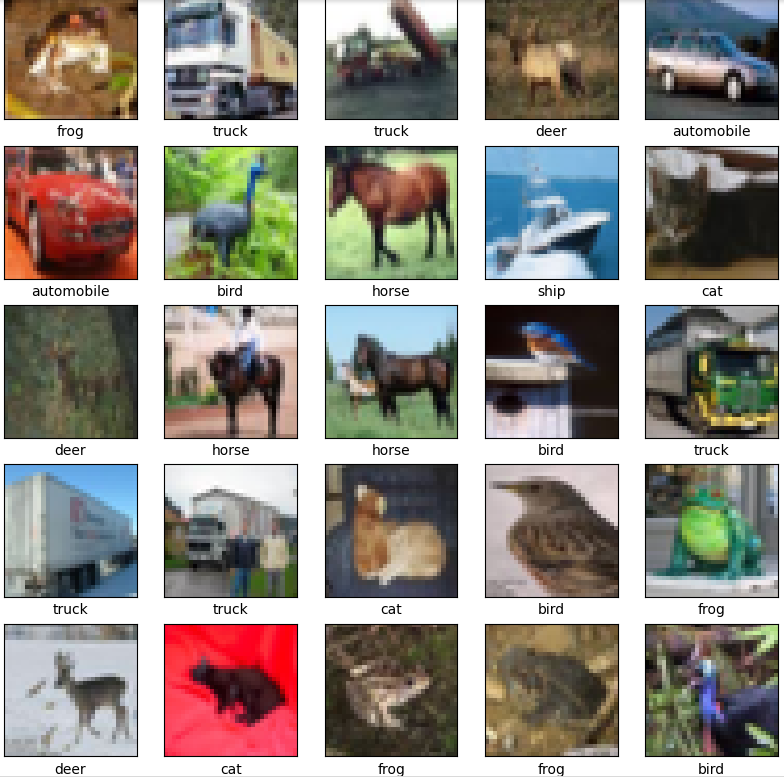 frog truck truck deer automobile
automobile bird horse ship cat
deer horse horse bird truck
truck truck cat bird frog
deer cat frog frog bird